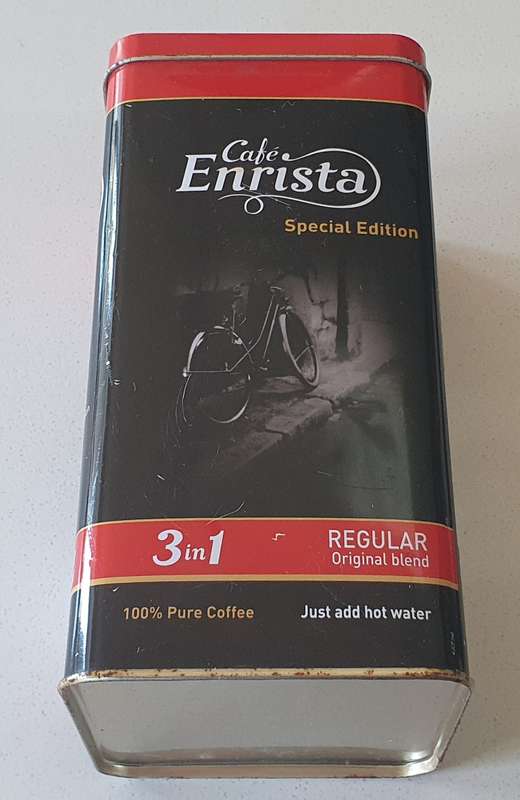 Café
Enrista
Special Edition
3in1
REGULAR
Original blend
100% Pure Coffee
Just add hot water